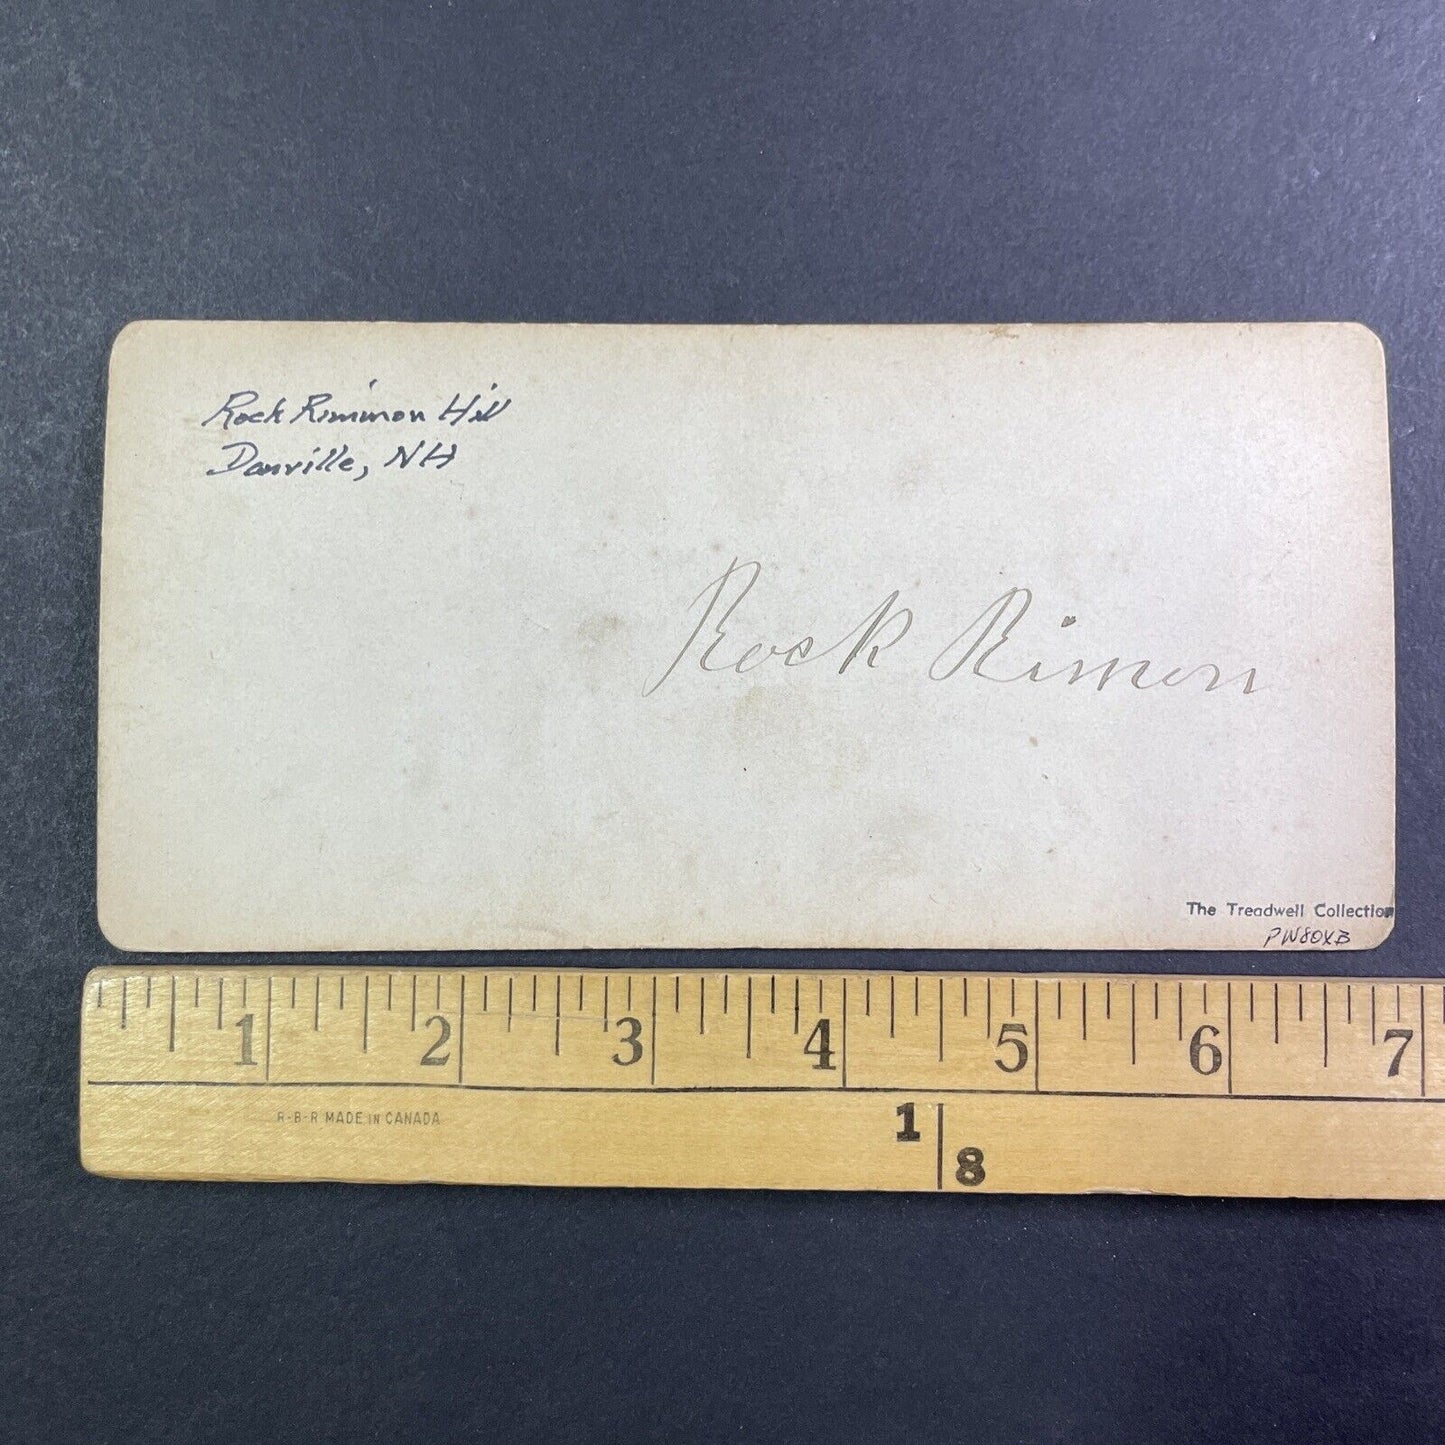 Rock Rimmon Hill
Danville, NH
Rock Rimon
The Treadwell Collection
PW80XB
1 2 3 4 5 6 7
R-B-R MADE IN CANADA
1
8